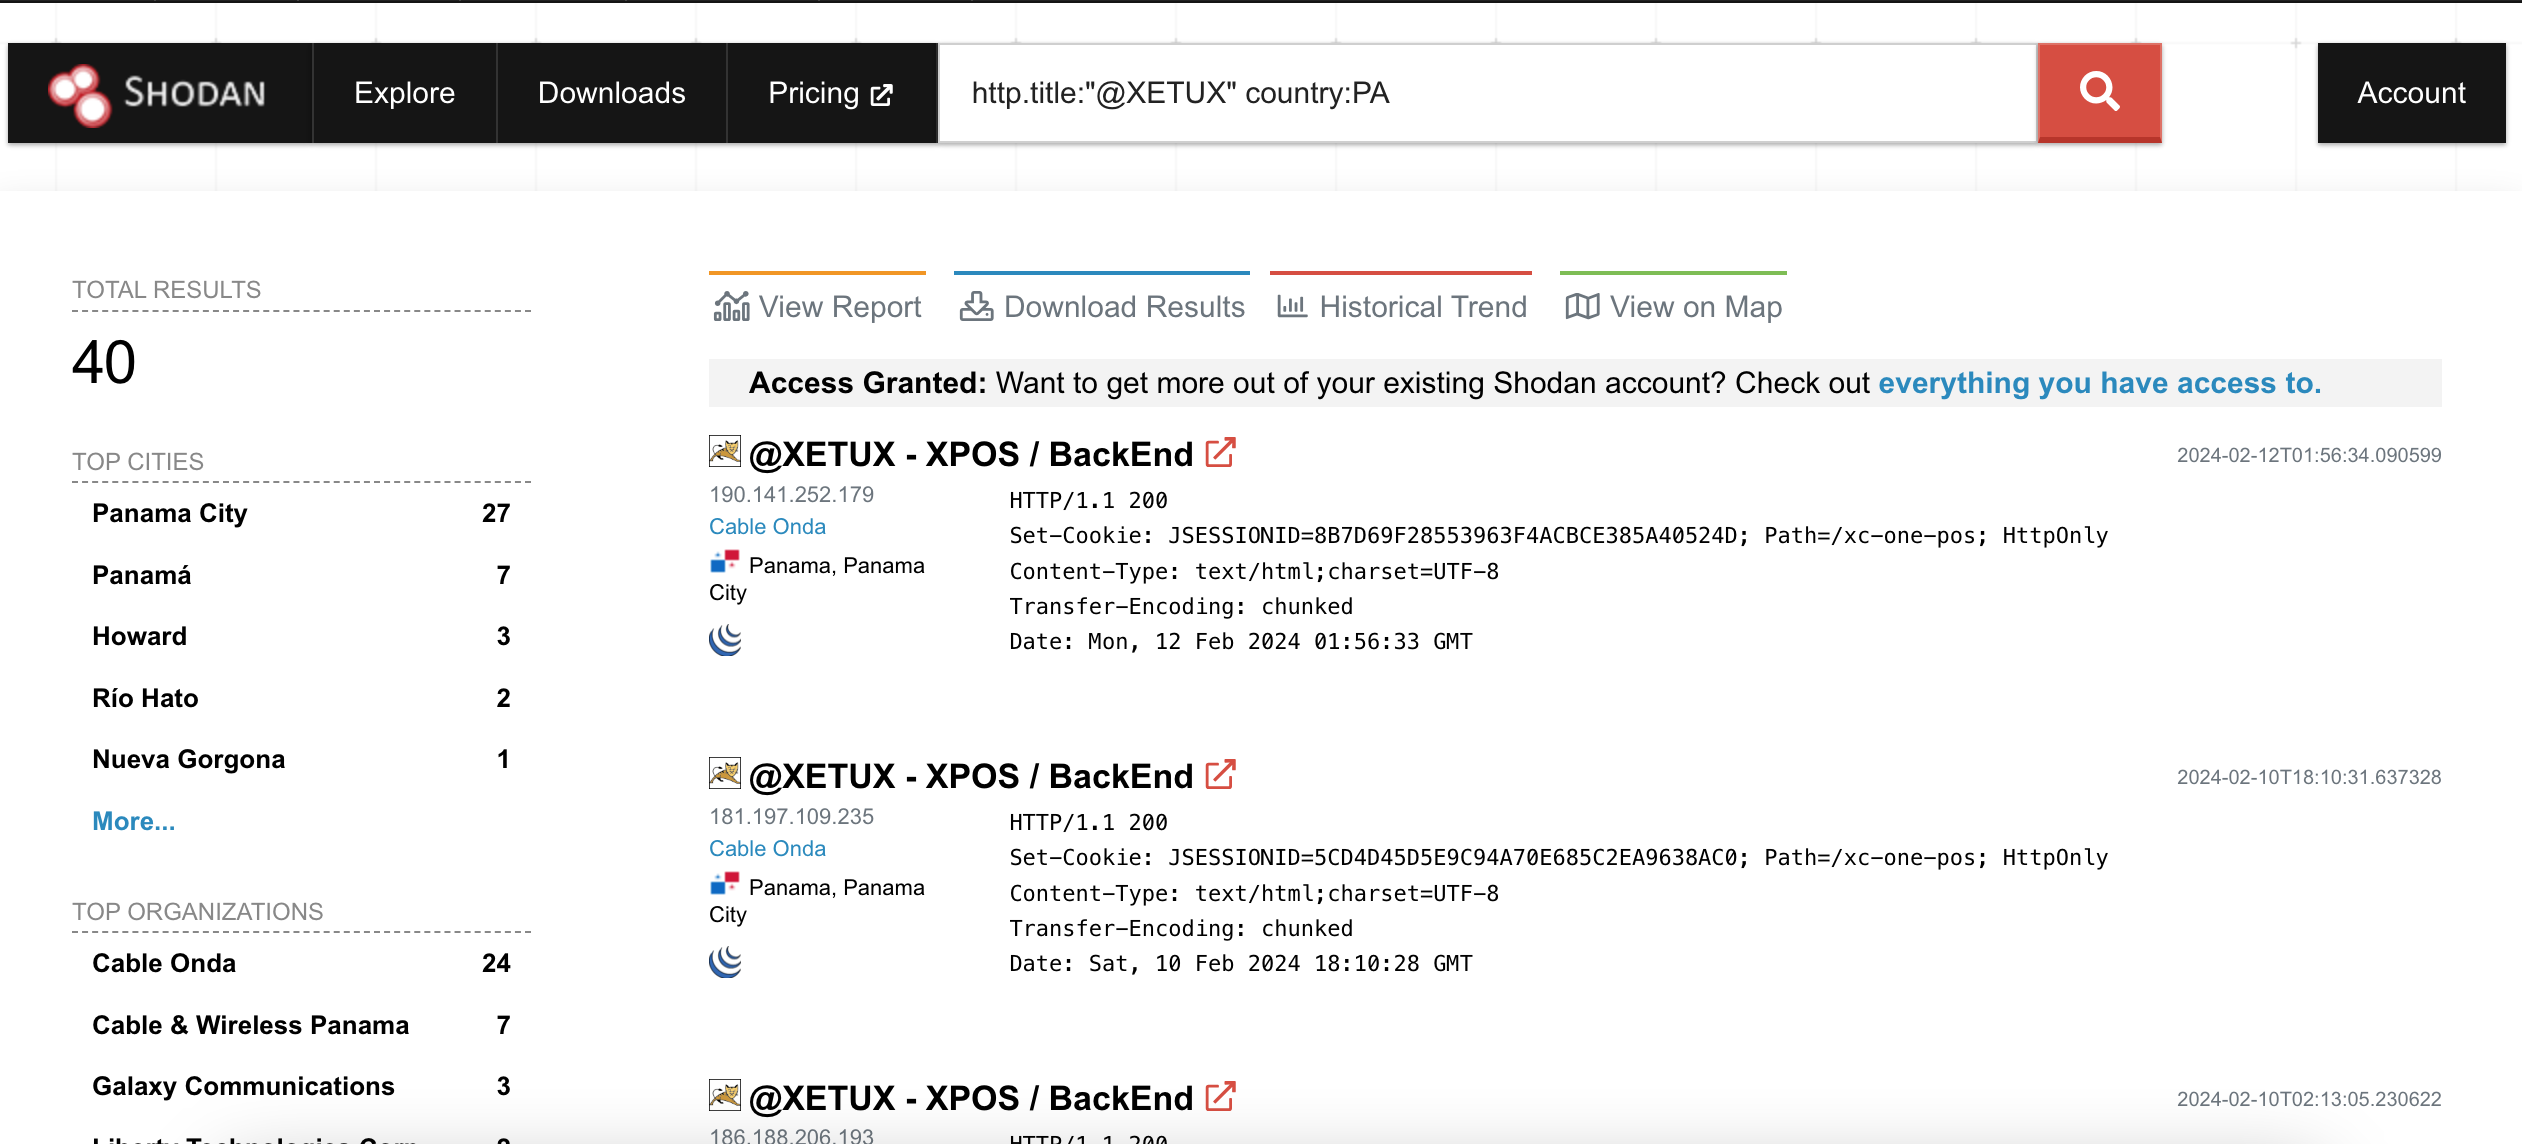 SHODAN
Explore
Downloads
Pricing
http.title:"@XETUX" country:PA
Account
TOTAL RESULTS
40
TOP CITIES
Panama City 27
Panamá 7
Howard 3
Río Hato 2
Nueva Gorgona 1
More...
TOP ORGANIZATIONS
Cable Onda 24
Cable & Wireless Panama 7
Galaxy Communications 3
Liberty Technologies Corp 2
View Report
Download Results
Historical Trend
View on Map
Access Granted: Want to get more out of your existing Shodan account? Check out everything you have access to.
@XETUX - XPOS / BackEnd
2024-02-12T01:56:34.090599
190.141.252.179
Cable Onda
Panama, Panama
City
HTTP/1.1 200
Set-Cookie: JSESSIONID=8B7D69F28553963F4ACBCE385A40524D; Path=/xc-one-pos; HttpOnly
Content-Type: text/html;charset=UTF-8
Transfer-Encoding: chunked
Date: Mon, 12 Feb 2024 01:56:33 GMT
@XETUX - XPOS / BackEnd
2024-02-10T18:10:31.637328
181.197.109.235
Cable Onda
Panama, Panama
City
HTTP/1.1 200
Set-Cookie: JSESSIONID=5CD4D45D5E9C94A70E685C2EA9638AC0; Path=/xc-one-pos; HttpOnly
Content-Type: text/html;charset=UTF-8
Transfer-Encoding: chunked
Date: Sat, 10 Feb 2024 18:10:28 GMT
@XETUX - XPOS / BackEnd
2024-02-10T02:13:05.230622
186.188.206.193
HTTP/1.1 200